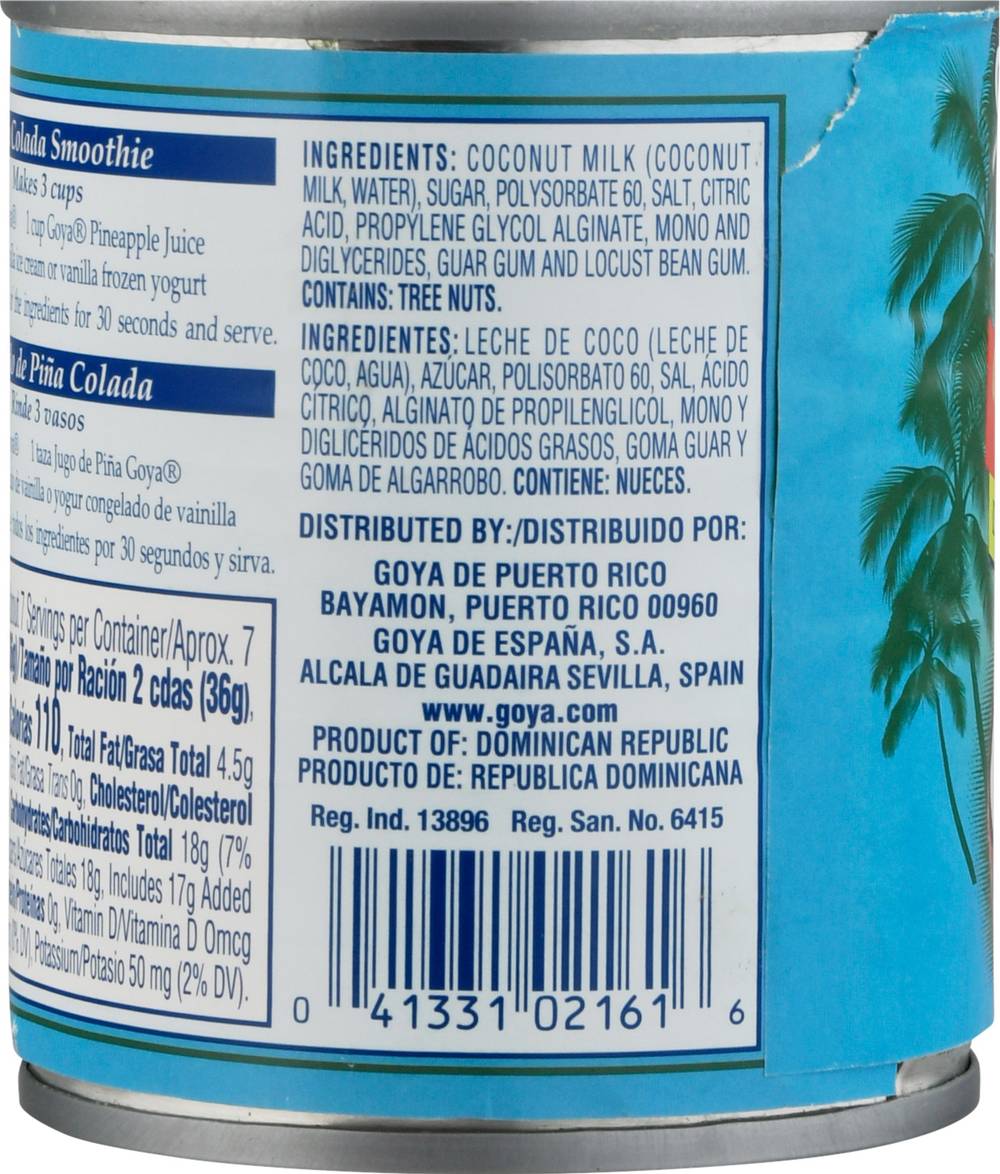 Colada Smoothie
Makes 3 cups
1 cup Goya® Pineapple Juice
ice cream or vanilla frozen yogurt
the ingredients for 30 seconds and serve.
de Piña Colada
Rinde 3 vasos
1 taza Jugo de Piña Goya®
de vainilla o yogur congelado de vainilla
los ingredientes por 30 segundos y sirva.
7 Servings per Container/Aprox. 7
Tamaño por Ración 2 cdas (36g),
110, Total Fat/Grasa Total 4.5g
Fat/Grasa Trans 0g, Cholesterol/Colesterol
Carbohydrates/Carbohidratos Total 18g (7%
Azúcares Totales 18g, Includes 17g Added
Proteínas 0g, Vitamin D/Vitamina D 0mcg
DV), Potassium/Potasio 50 mg (2% DV).
INGREDIENTS: COCONUT MILK (COCONUT
MILK, WATER), SUGAR, POLYSORBATE 60, SALT, CITRIC
ACID, PROPYLENE GLYCOL ALGINATE, MONO AND
DIGLYCERIDES, GUAR GUM AND LOCUST BEAN GUM.
CONTAINS: TREE NUTS.
INGREDIENTES: LECHE DE COCO (LECHE DE
COCO, AGUA), AZÚCAR, POLISORBATO 60, SAL, ÁCIDO
CÍTRICO, ALGINATO DE PROPILENGLICOL, MONO Y
DIGLICÉRIDOS DE ÁCIDOS GRASOS, GOMA GUAR Y
GOMA DE ALGARROBO. CONTIENE: NUECES.
DISTRIBUTED BY:/DISTRIBUIDO POR:
GOYA DE PUERTO RICO
BAYAMON, PUERTO RICO 00960
GOYA DE ESPAÑA, S.A.
ALCALA DE GUADAIRA SEVILLA, SPAIN
www.goya.com
PRODUCT OF: DOMINICAN REPUBLIC
PRODUCTO DE: REPUBLICA DOMINICANA
Reg. Ind. 13896 Reg. San. No. 6415
0 41331 02161 6